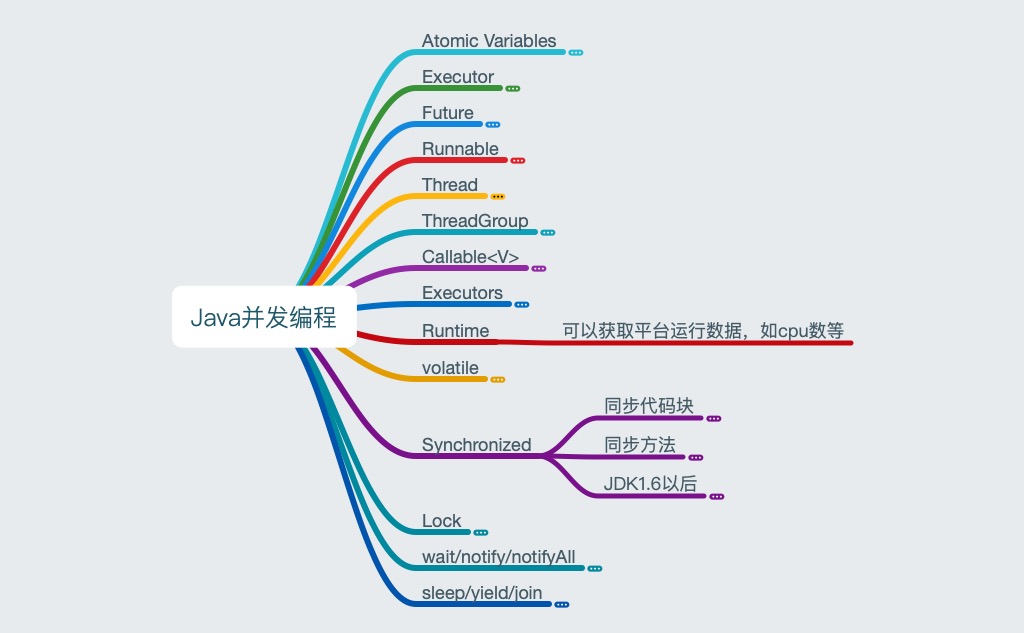 Java并发编程
Atomic Variables
Executor
Future
Runnable
Thread
ThreadGroup
Callable<V>
Executors
Runtime
可以获取平台运行数据，如cpu数等
volatile
Synchronized
同步代码块
同步方法
JDK1.6以后
Lock
wait/notify/notifyAll
sleep/yield/join